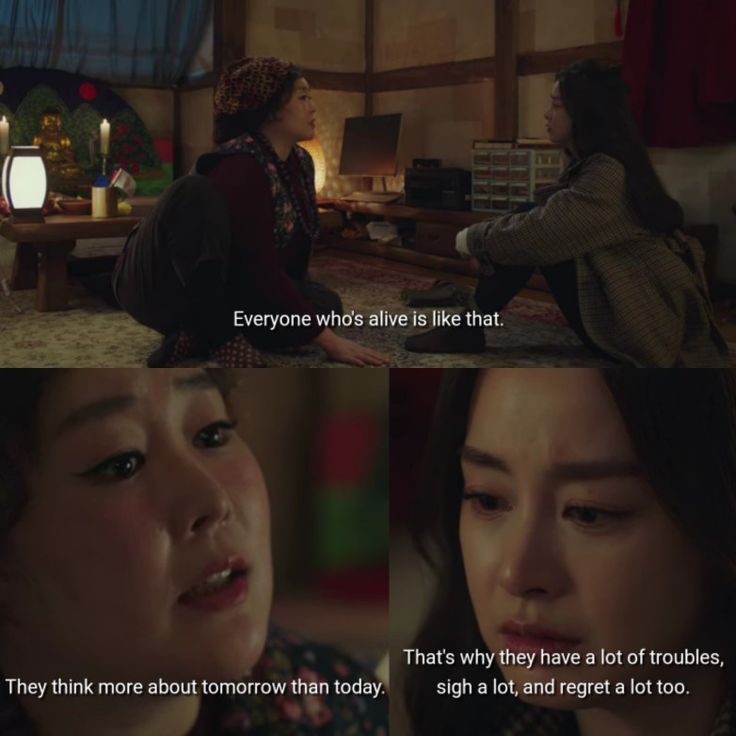 Everyone who's alive is like that.
They think more about tomorrow than today.
That's why they have a lot of troubles,
sigh a lot, and regret a lot too.